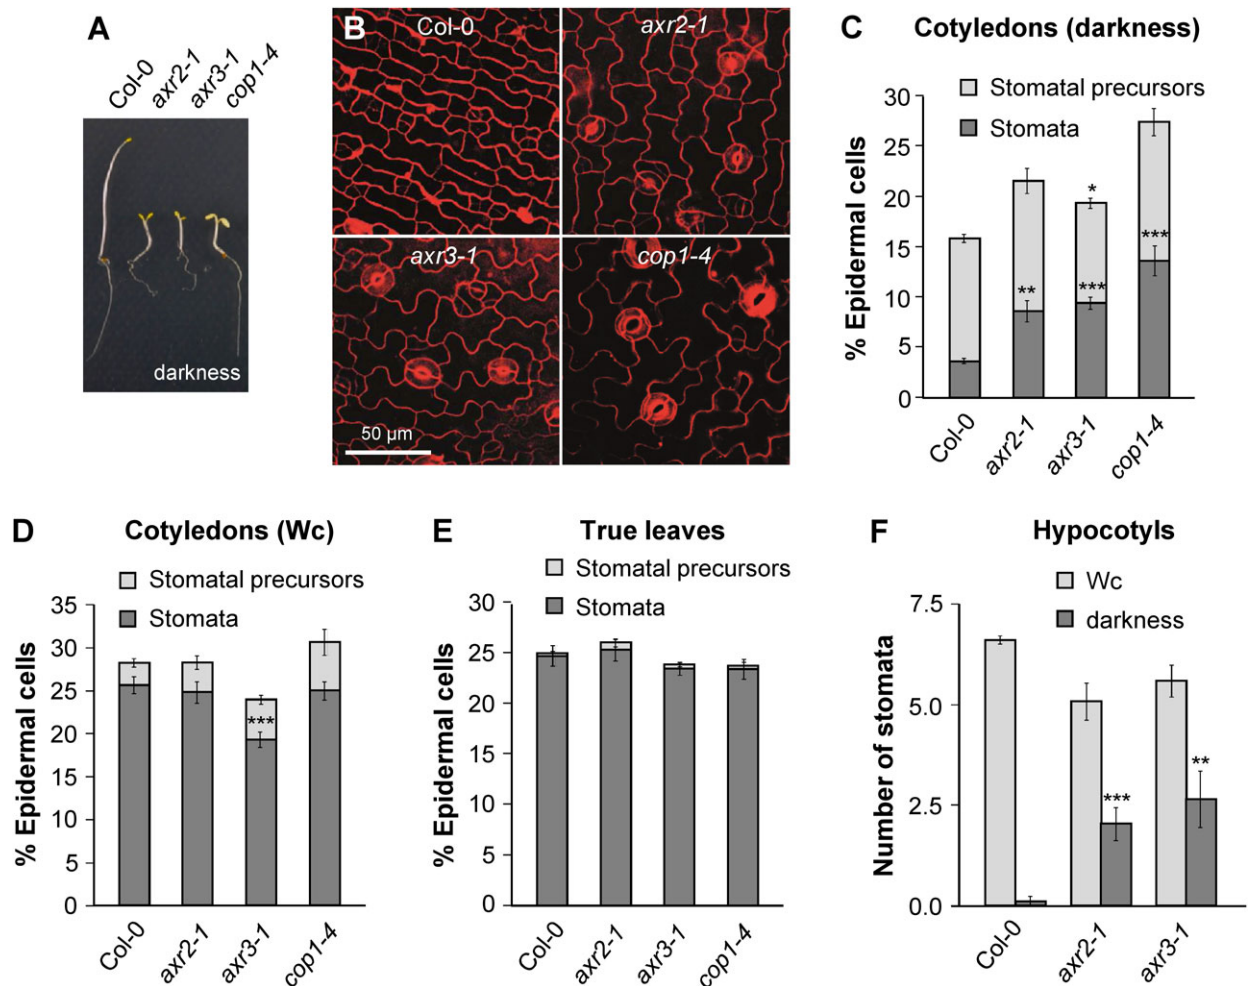 A
Col-0
axr2-1
axr3-1
cop1-4
darkness
B
Col-0
axr2-1
axr3-1
cop1-4
50 µm
C
Cotyledons (darkness)
Stomatal precursors
Stomata
% Epidermal cells
30
25
20
15
10
5
0
*
**
***
***
Col-0
axr2-1
axr3-1
cop1-4
D
Cotyledons (Wc)
Stomatal precursors
Stomata
% Epidermal cells
35
30
25
20
15
10
5
0
***
Col-0
axr2-1
axr3-1
cop1-4
E
True leaves
Stomatal precursors
Stomata
% Epidermal cells
30
25
20
15
10
5
0
Col-0
axr2-1
axr3-1
cop1-4
F
Hypocotyls
Wc
darkness
Number of stomata
7.5
5.0
2.5
0.0
***
**
Col-0
axr2-1
axr3-1